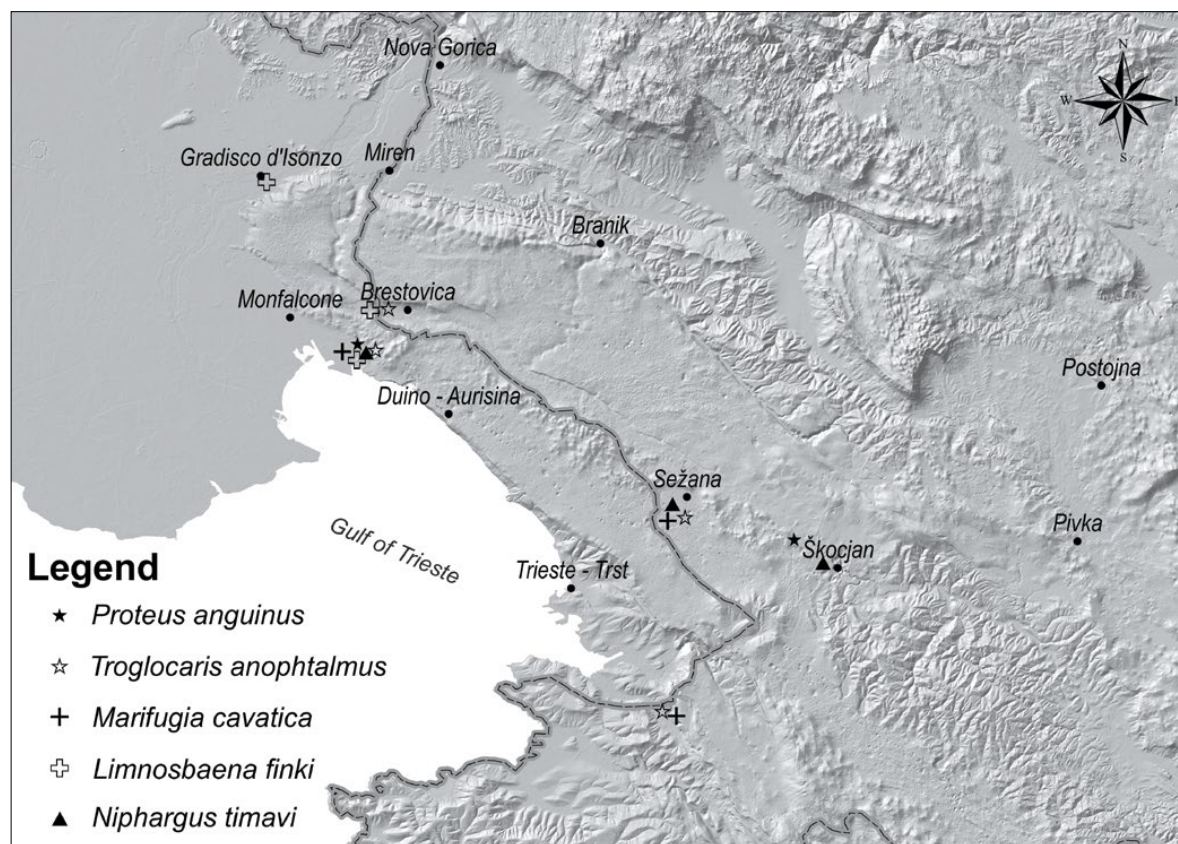 Nova Gorica
N
W
E
S
Gradisco d'Isonzo
Miren
Branik
Monfalcone
Brestovica
Postojna
Duino - Aurisina
Sežana
Pivka
Škocjan
Gulf of Trieste
Trieste - Trst
Legend
Proteus anguinus
Troglocaris anophtalmus
Marifugia cavatica
Limnosbaena finki
Niphargus timavi